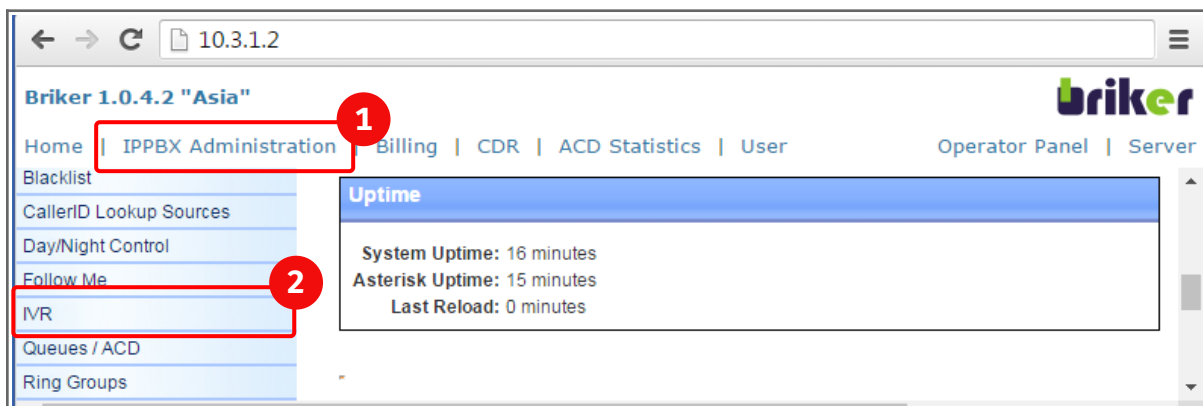 10.3.1.2
Briker 1.0.4.2 "Asia"
briker
1
Home | IPPBX Administration | Billing | CDR | ACD Statistics | User Operator Panel | Server
Blacklist
CallerID Lookup Sources
Day/Night Control
Follow Me
2
IVR
Queues / ACD
Ring Groups
Uptime
System Uptime: 16 minutes
Asterisk Uptime: 15 minutes
Last Reload: 0 minutes